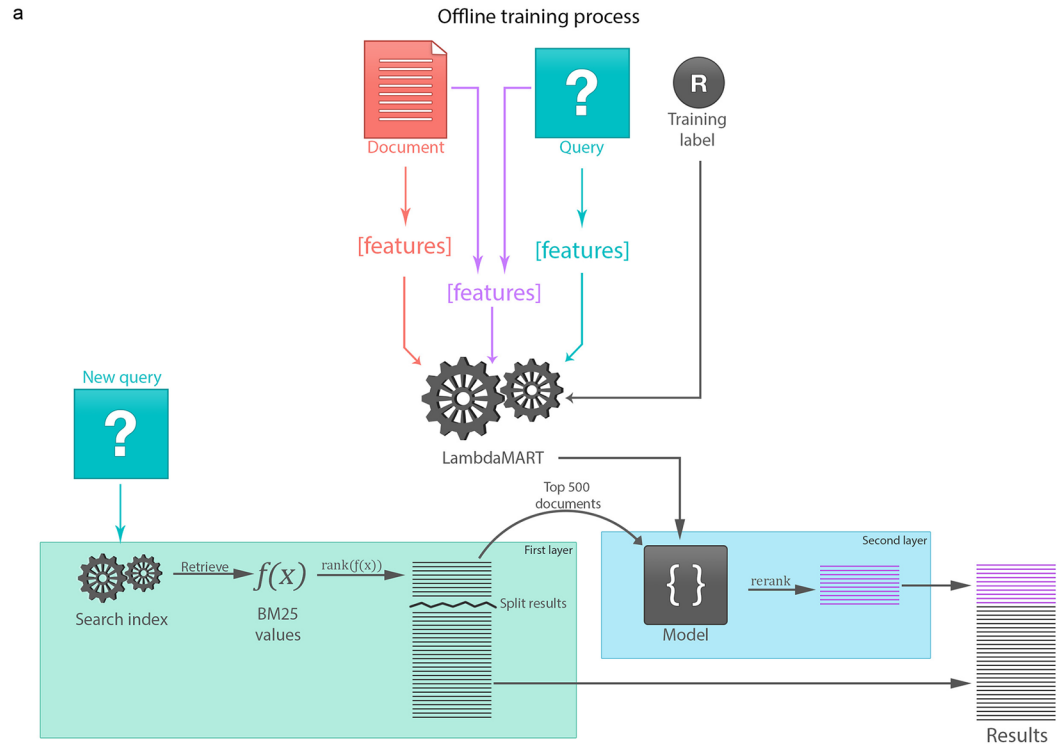 a
Offline training process
R
Document
Query
Training
label
[features]
[features]
[features]
New query
?
?
LambdaMART
Top 500
documents
First layer
Second layer
Retrieve
f(x)
rank(f(x))
Split results
{ }
rerank
Search index
BM25
values
Model
Results